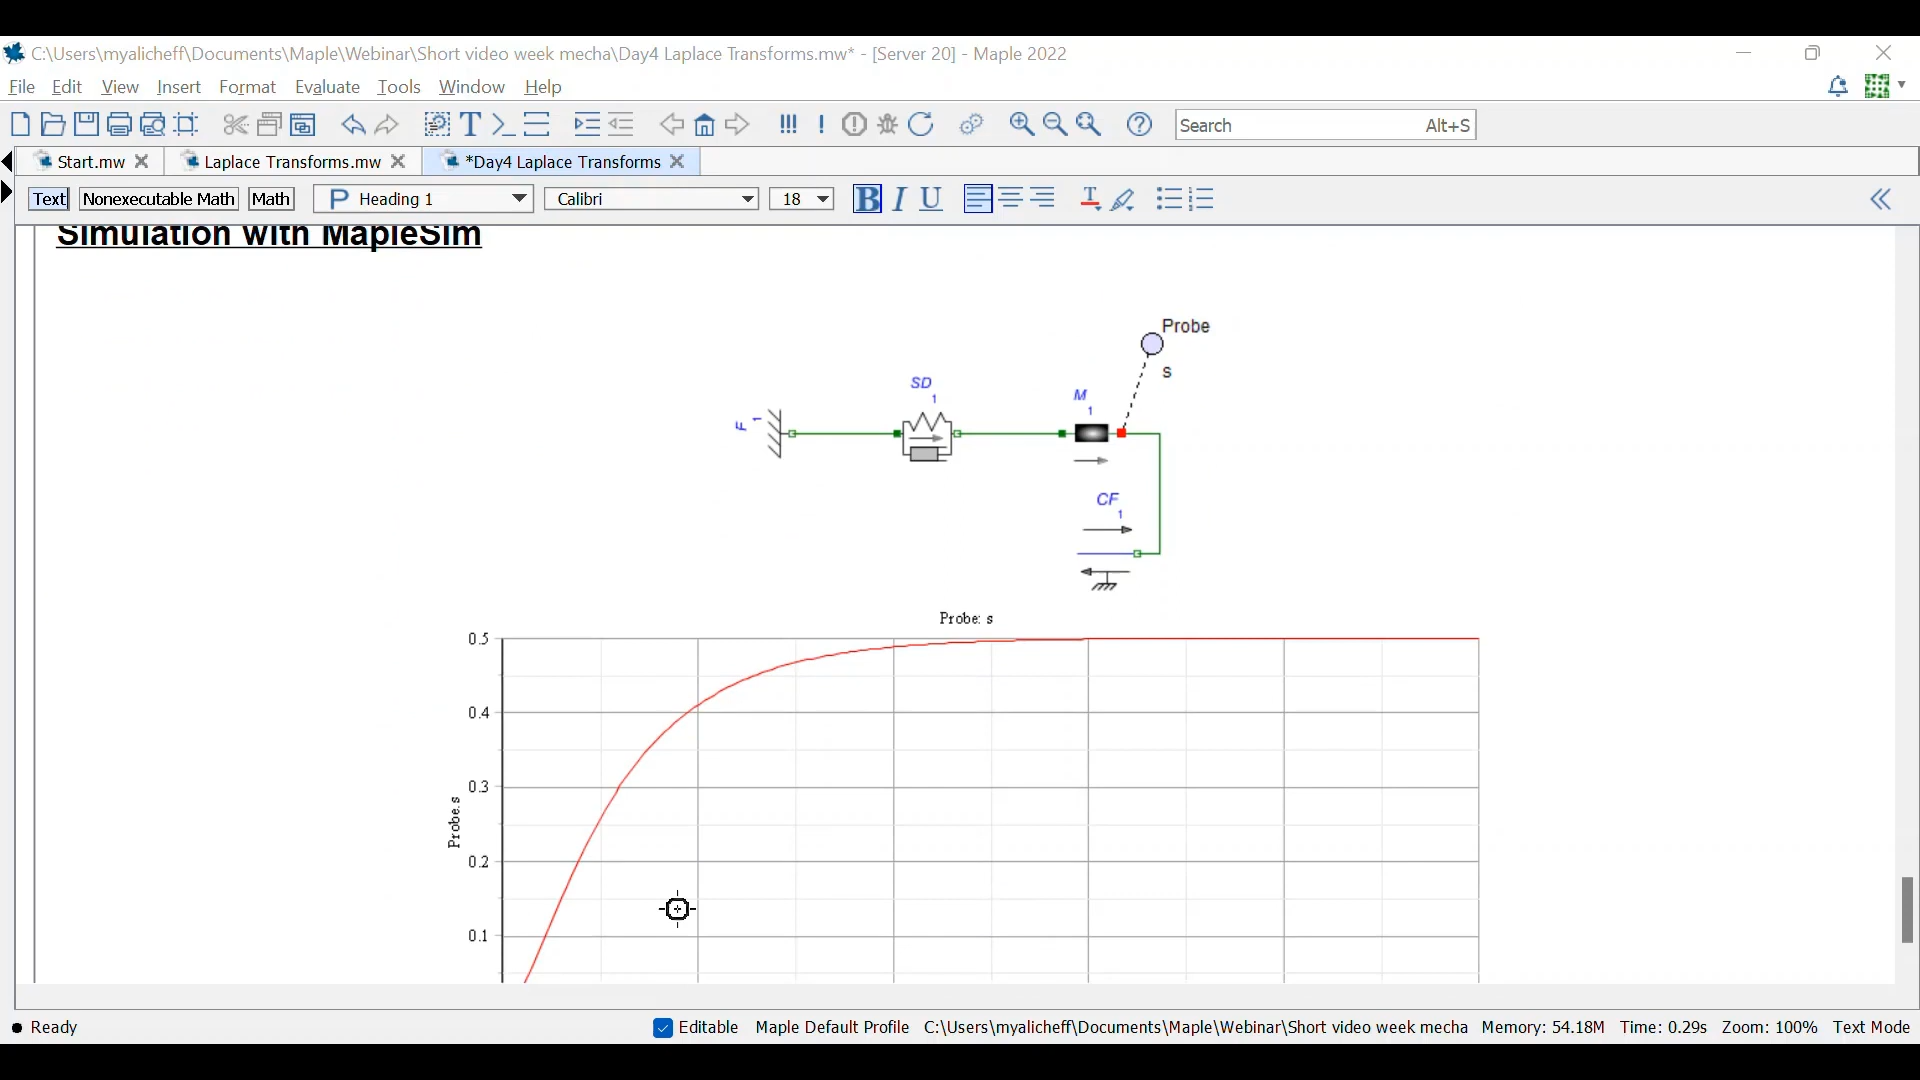 C:\Users\myalicheff\Documents\Maple\Webinar\Short video week mecha\Day4 Laplace Transforms.mw* - [Server 20] - Maple 2022
File Edit View Insert Format Evaluate Tools Window Help
Search Alt+S
Start.mw Laplace Transforms.mw *Day4 Laplace Transforms
Text Nonexecutable Math Math P Heading 1 Calibri 18 B I U
Simulation with MapleSim
Probe
s
SD
1
M
1
F
1
CF
1
Probe: s
0.5
0.4
0.3
Probe.s
0.2
0.1
Ready Editable Maple Default Profile C:\Users\myalicheff\Documents\Maple\Webinar\Short video week mecha Memory: 54.18M Time: 0.29s Zoom: 100% Text Mode